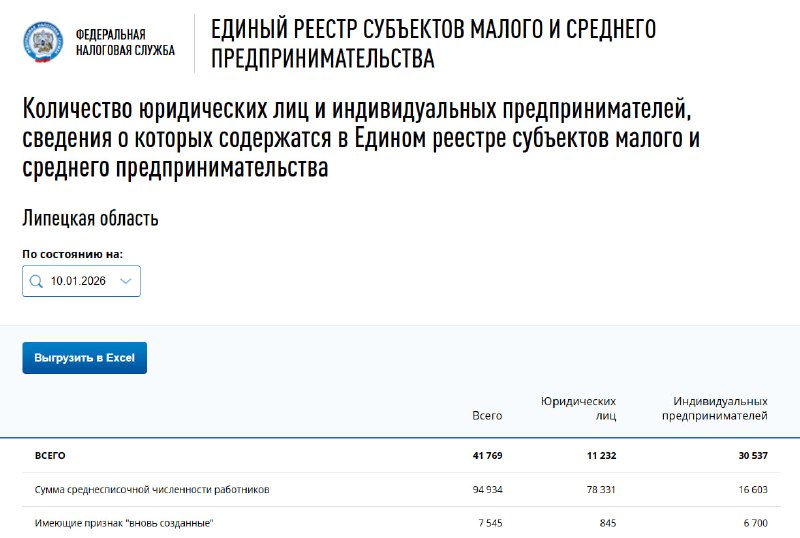 ФЕДЕРАЛЬНАЯ
НАЛОГОВАЯ СЛУЖБА
ЕДИНЫЙ РЕЕСТР СУБЪЕКТОВ МАЛОГО И СРЕДНЕГО
ПРЕДПРИНИМАТЕЛЬСТВА
Количество юридических лиц и индивидуальных предпринимателей,
сведения о которых содержатся в Едином реестре субъектов малого и
среднего предпринимательства
Липецкая область
По состоянию на:
10.01.2026
Выгрузить в Excel
Всего Юридических лиц Индивидуальных предпринимателей
ВСЕГО 41 769 11 232 30 537
Сумма среднесписочной численности работников 94 934 78 331 16 603
Имеющие признак "вновь созданные" 7 545 845 6 700